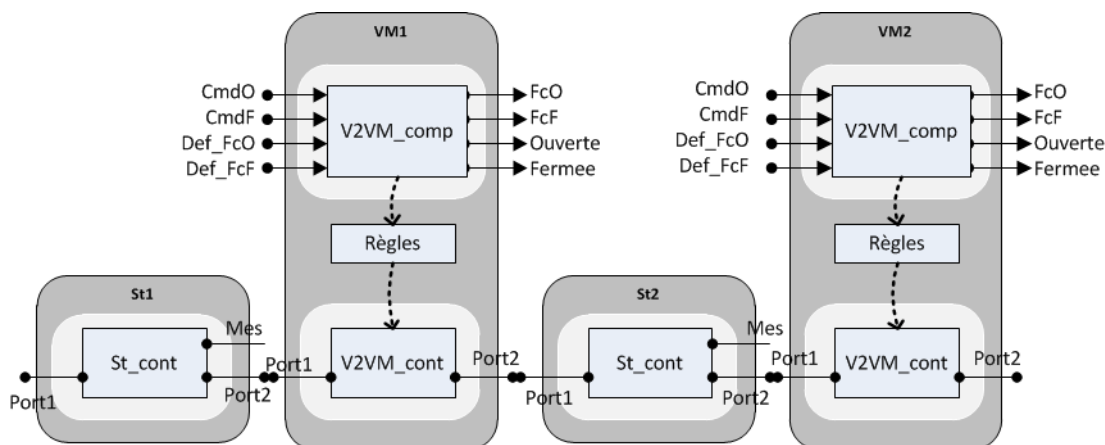 VM1
CmdO
CmdF
Def_FcO
Def_FcF
V2VM_comp
FcO
FcF
Ouverte
Fermee
Règles
VM2
CmdO
CmdF
Def_FcO
Def_FcF
V2VM_comp
FcO
FcF
Ouverte
Fermee
Règles
St1
Port1
St_cont
Mes
Port2
Port1
V2VM_cont
Port2
St2
Port1
St_cont
Mes
Port2
Port1
V2VM_cont
Port2